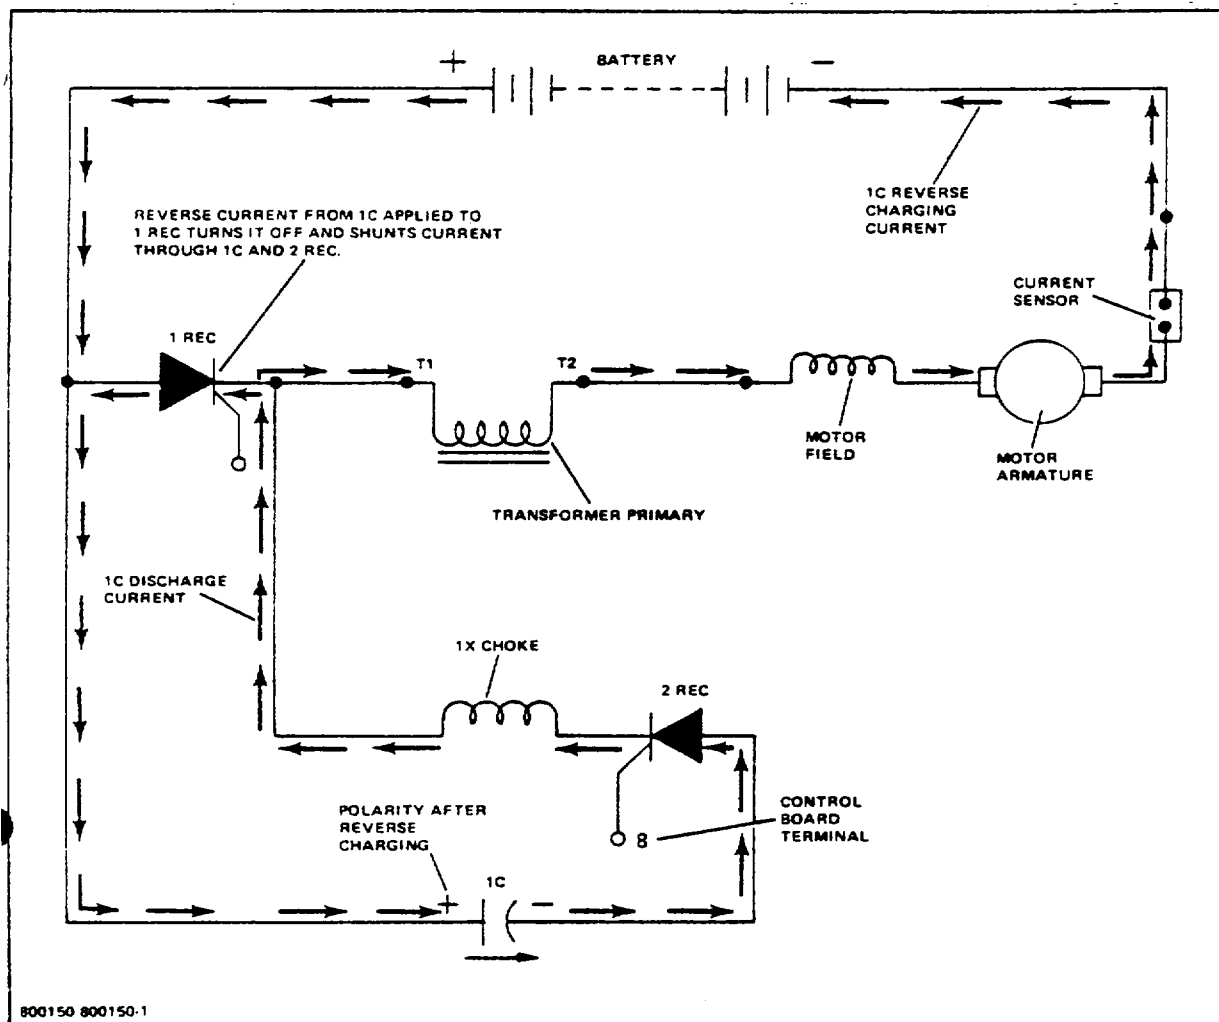 + BATTERY −
1C REVERSE
CHARGING
CURRENT
REVERSE CURRENT FROM 1C APPLIED TO
1 REC TURNS IT OFF AND SHUNTS CURRENT
THROUGH 1C AND 2 REC.
CURRENT
SENSOR
1 REC
T1
T2
MOTOR
FIELD
MOTOR
ARMATURE
TRANSFORMER PRIMARY
1C DISCHARGE
CURRENT
1X CHOKE
2 REC
POLARITY AFTER
REVERSE
CHARGING
CONTROL
BOARD
TERMINAL
8
+ 1C −
800150 800150-1